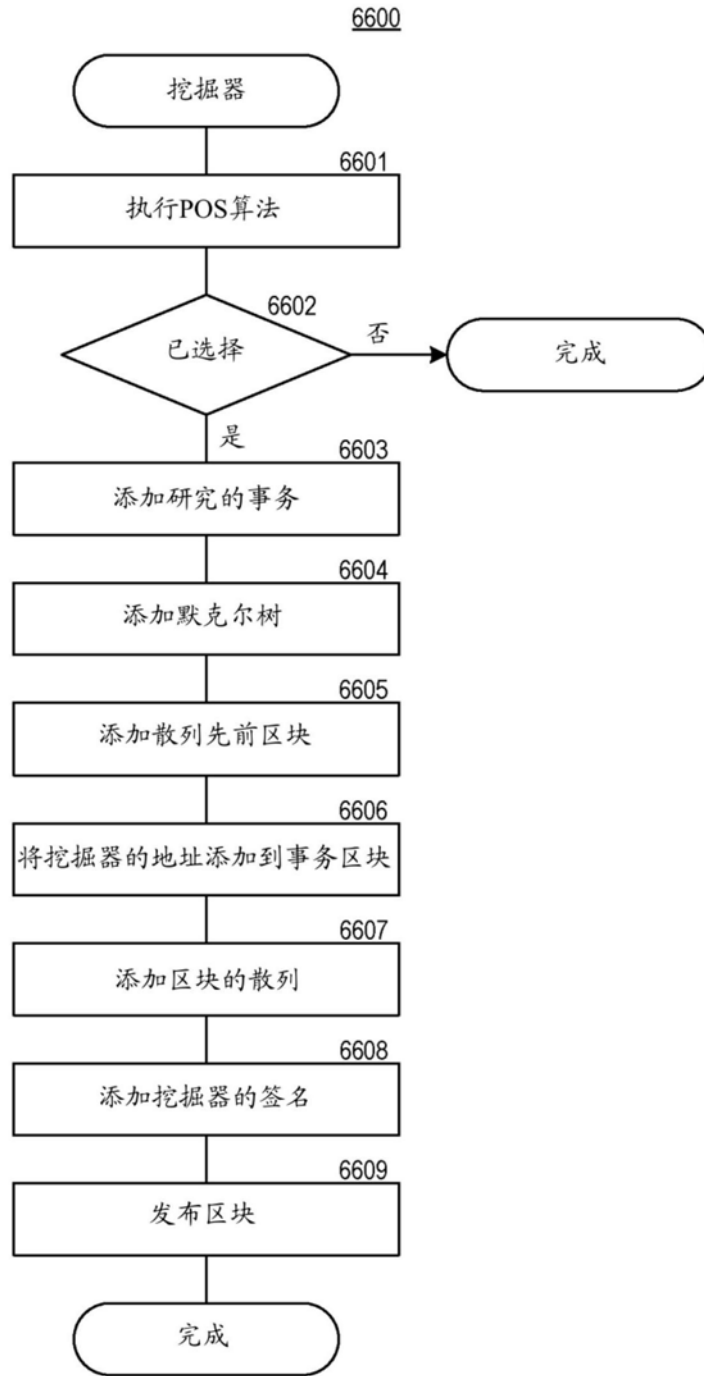 6600
挖掘器
6601
执行POS算法
6602
已选择
否
完成
是
6603
添加研究的事务
6604
添加默克尔树
6605
添加散列先前区块
6606
将挖掘器的地址添加到事务区块
6607
添加区块的散列
6608
添加挖掘器的签名
6609
发布区块
完成